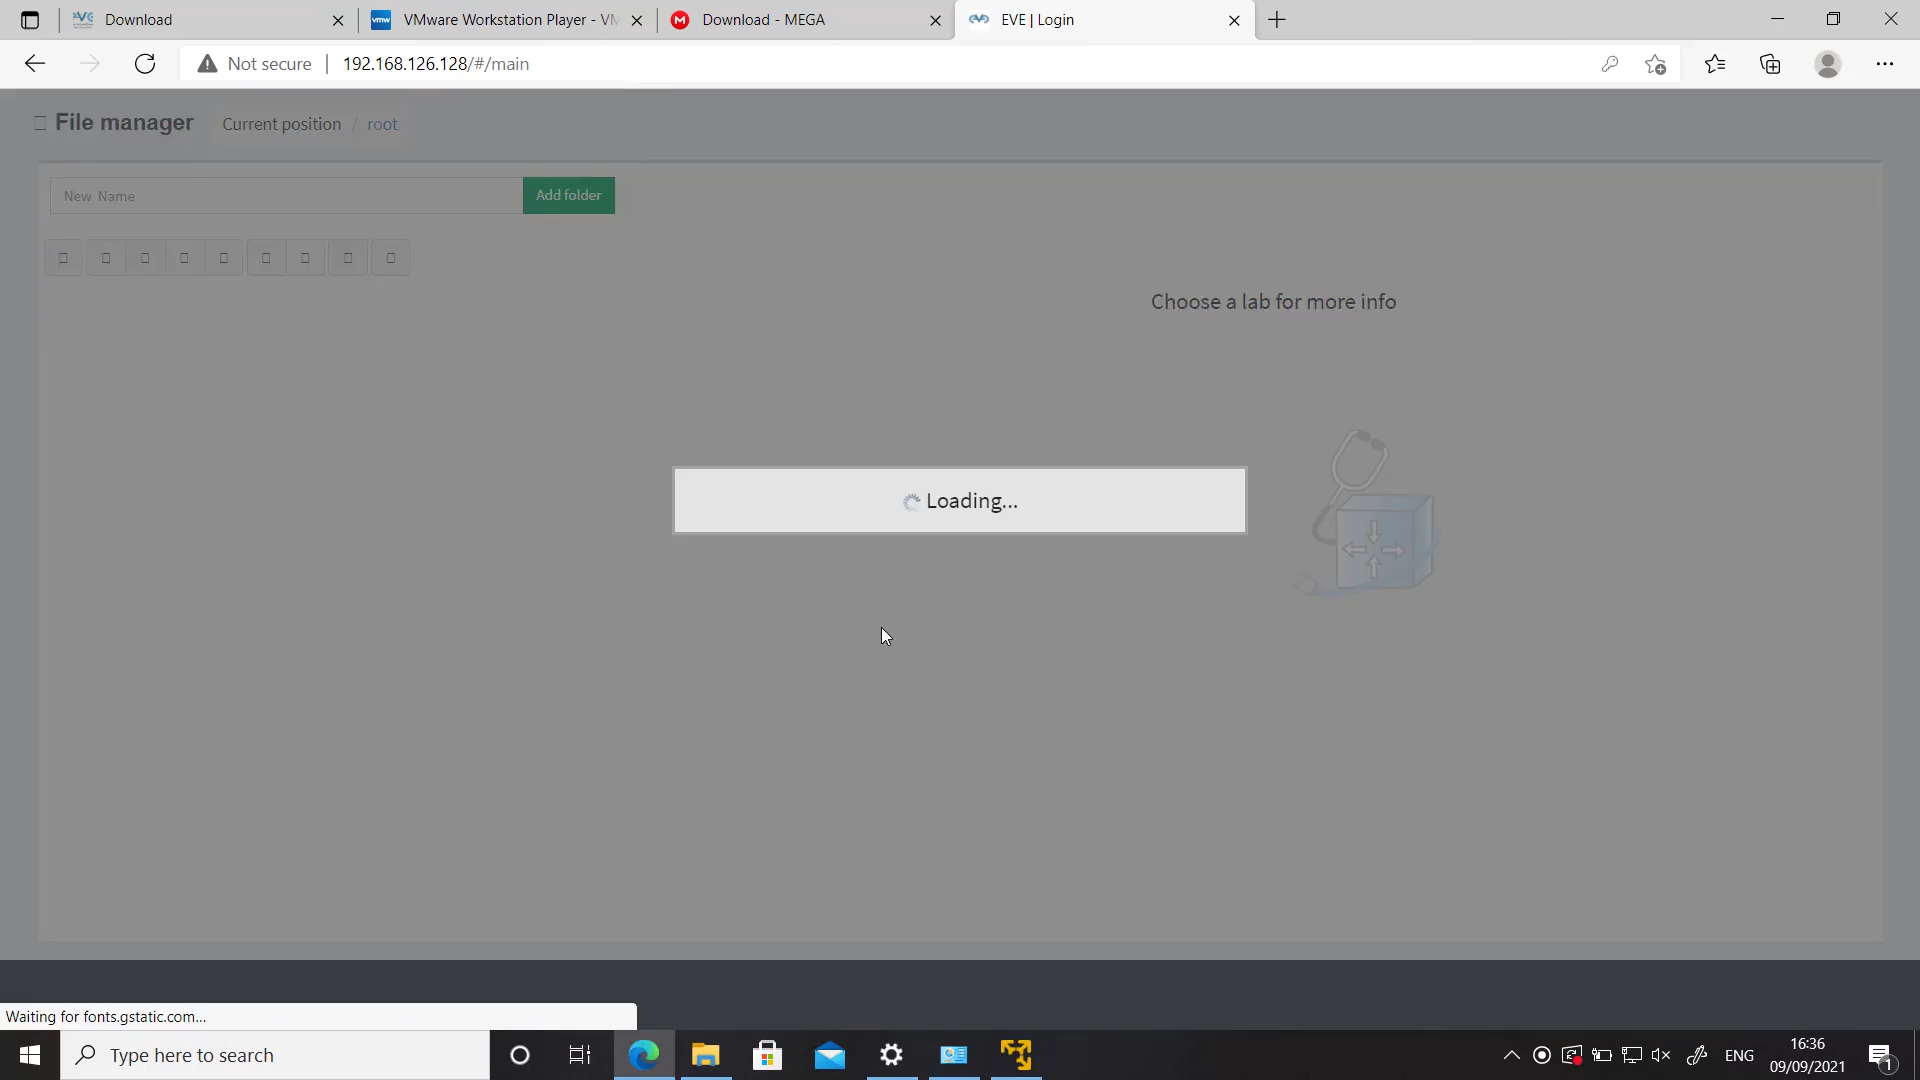 Download
VMware Workstation Player - VM
Download - MEGA
EVE | Login
Not secure
192.168.126.128/#/main
File manager
Current position / root
New Name
Add folder
Choose a lab for more info
Loading...
Waiting for fonts.gstatic.com...
Type here to search
ENG
16:36
09/09/2021
1